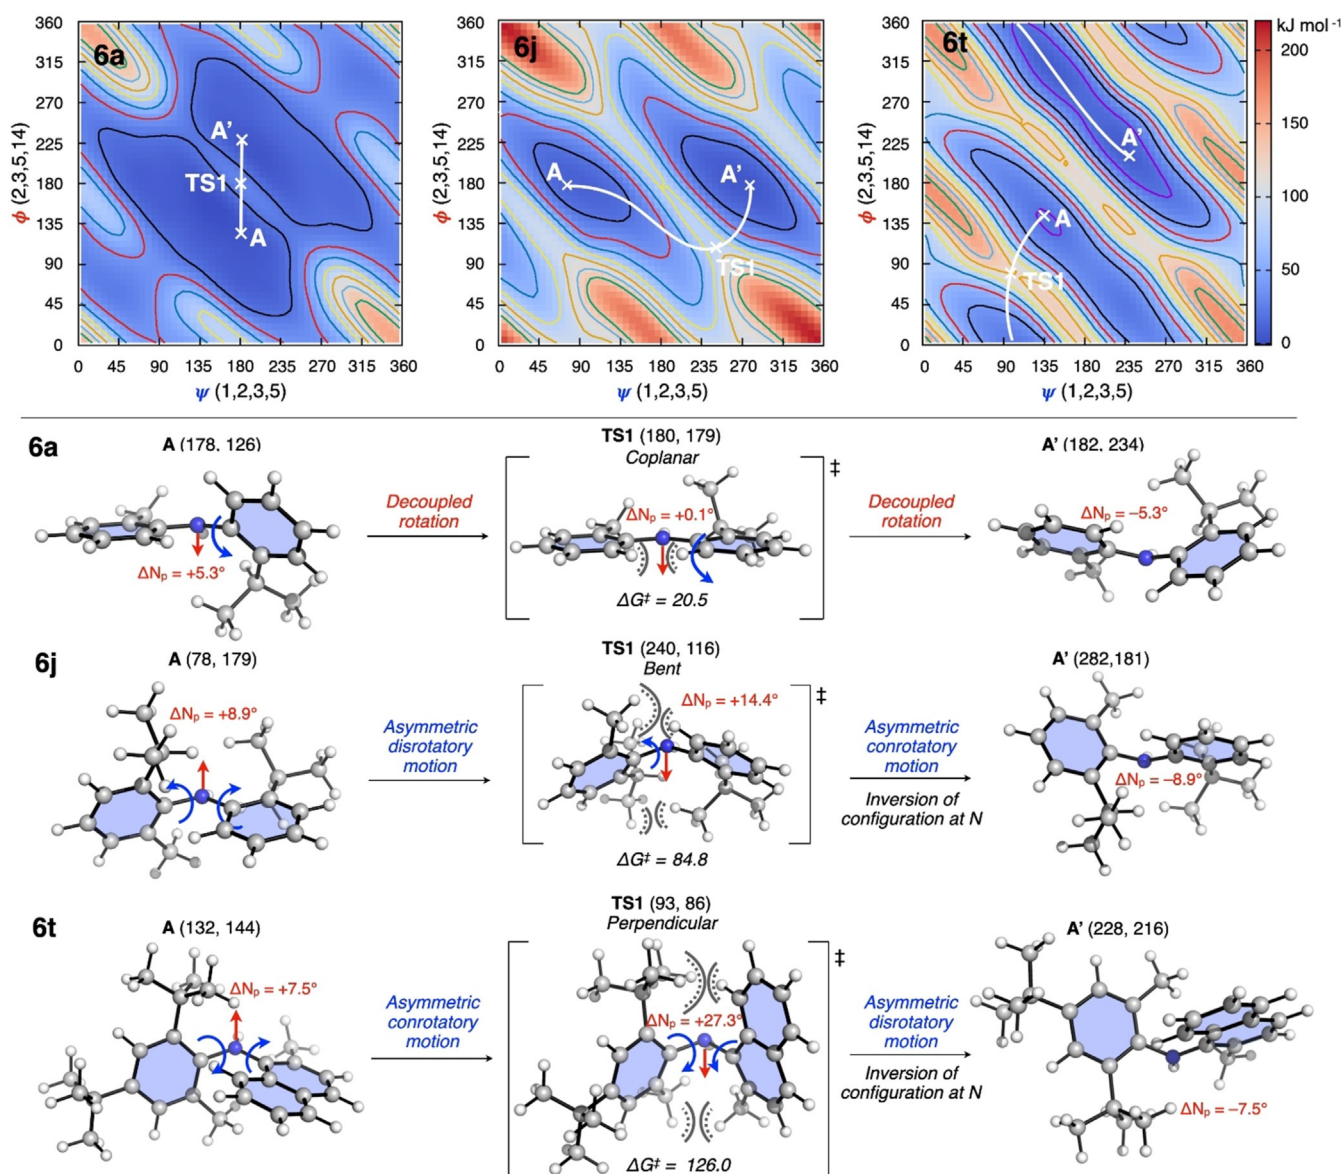 6a
6j
6t
kJ mol⁻¹
A'
TS1
A
A
A'
TS1
A'
A
TS1
360
315
270
225
180
135
90
45
0
360
315
270
225
180
135
90
45
0
360
315
270
225
180
135
90
45
0
200
150
100
50
0
0 45 90 135 180 225 270 315 360
0 45 90 135 180 225 270 315 360
0 45 90 135 180 225 270 315 360
ϕ (2,3,5,14)
ϕ (2,3,5,14)
ϕ (2,3,5,14)
ψ (1,2,3,5)
ψ (1,2,3,5)
ψ (1,2,3,5)
6a
A (178, 126)
ΔNp = +5.3°
Decoupled
rotation
TS1 (180, 179)
Coplanar
ΔNp = +0.1°
ΔG‡ = 20.5
‡
Decoupled
rotation
A' (182, 234)
ΔNp = −5.3°
6j
A (78, 179)
ΔNp = +8.9°
Asymmetric
disrotatory
motion
TS1 (240, 116)
Bent
ΔNp = +14.4°
ΔG‡ = 84.8
‡
Asymmetric
conrotatory
motion
Inversion of
configuration at N
A' (282,181)
ΔNp = −8.9°
6t
A (132, 144)
ΔNp = +7.5°
Asymmetric
conrotatory
motion
TS1 (93, 86)
Perpendicular
ΔNp = +27.3°
ΔG‡ = 126.0
‡
Asymmetric
disrotatory
motion
Inversion of
configuration at N
A' (228, 216)
ΔNp = −7.5°